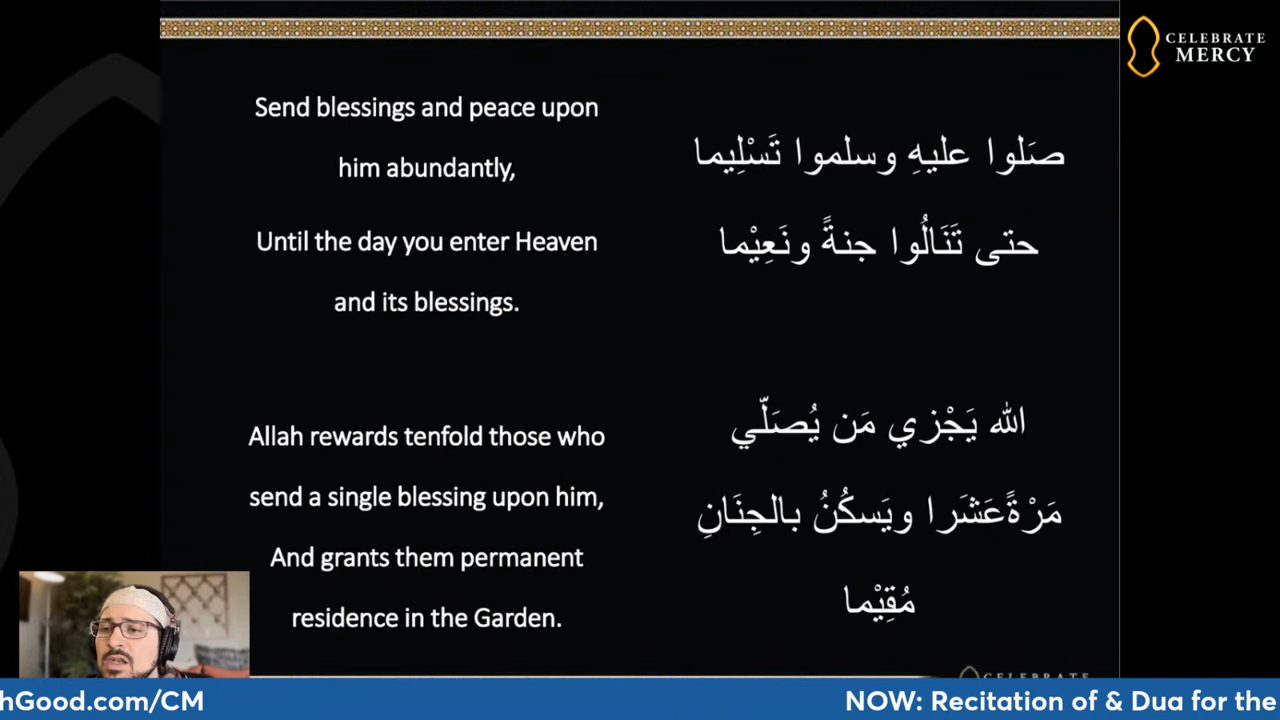 CELEBRATE
MERCY
Send blessings and peace upon
him abundantly,
Until the day you enter Heaven
and its blessings.
صَلوا عليهِ وسلموا تَسْلِيما
حتى تَنَالُوا جنةً ونَعِيْما
Allah rewards tenfold those who
send a single blessing upon him,
And grants them permanent
residence in the Garden.
الله يَجْزي مَن يُصَلّي
مَرْةًعَشَرا ويَسكُنُ بالجِنَانِ
مُقِيْما
CELEBRATE
hGood.com/CM
NOW: Recitation of & Dua for the